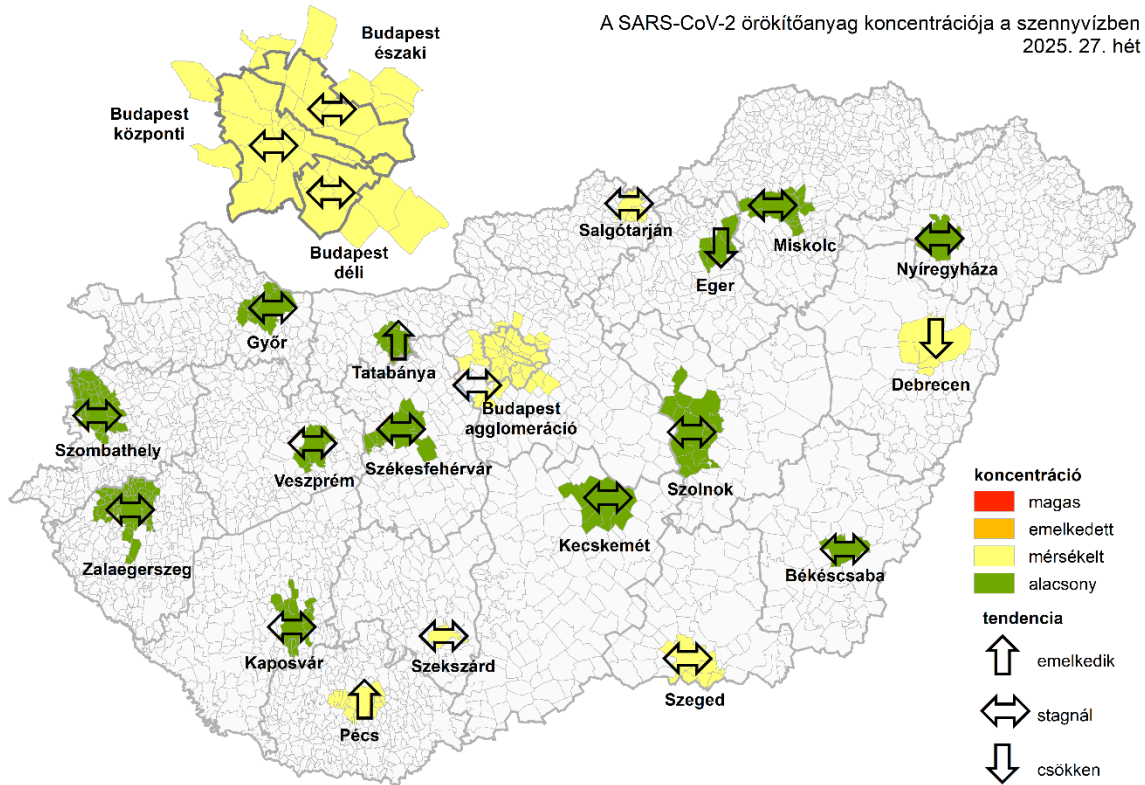 A SARS-CoV-2 örökítőanyag koncentrációja a szennyvízben
2025. 27. hét
Budapest
északi
Budapest
központi
Budapest
déli
Salgótarján
Miskolc
Eger
Nyíregyháza
Győr
Tatabánya
Budapest
agglomeráció
Debrecen
Szombathely
Veszprém
Székesfehérvár
Szolnok
Zalaegerszeg
Kecskemét
Békéscsaba
Kaposvár
Szekszárd
Szeged
Pécs
koncentráció
magas
emelkedett
mérsékelt
alacsony
tendencia
emelkedik
stagnál
csökken